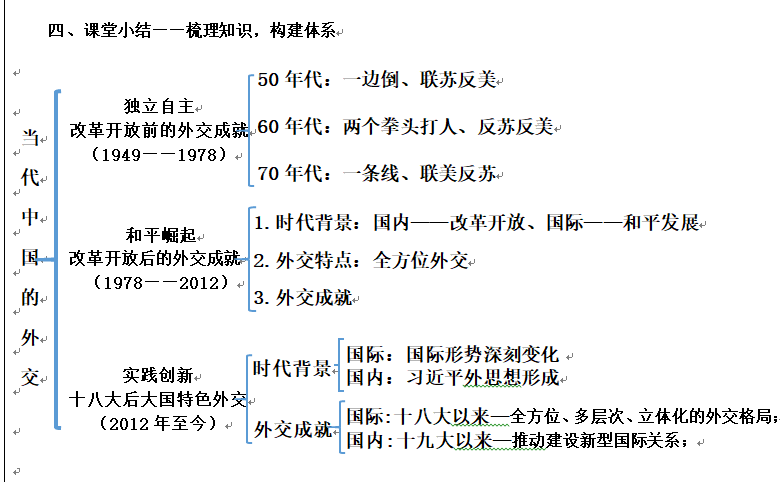 四、课堂小结——梳理知识，构建体系
当代中国的外交
独立自主
改革开放前的外交成就
（1949——1978）
50年代：一边倒、联苏反美
60年代：两个拳头打人、反苏反美
70年代：一条线、联美反苏
和平崛起
改革开放后的外交成就
（1978——2012）
1.时代背景：国内——改革开放、国际——和平发展
2.外交特点：全方位外交
3.外交成就
实践创新
十八大后大国特色外交
（2012年至今）
时代背景
国际：国际形势深刻变化
国内：习近平外思想形成
外交成就
国际:十八大以来—全方位、多层次、立体化的外交格局；
国内:十九大以来—推动建设新型国际关系；